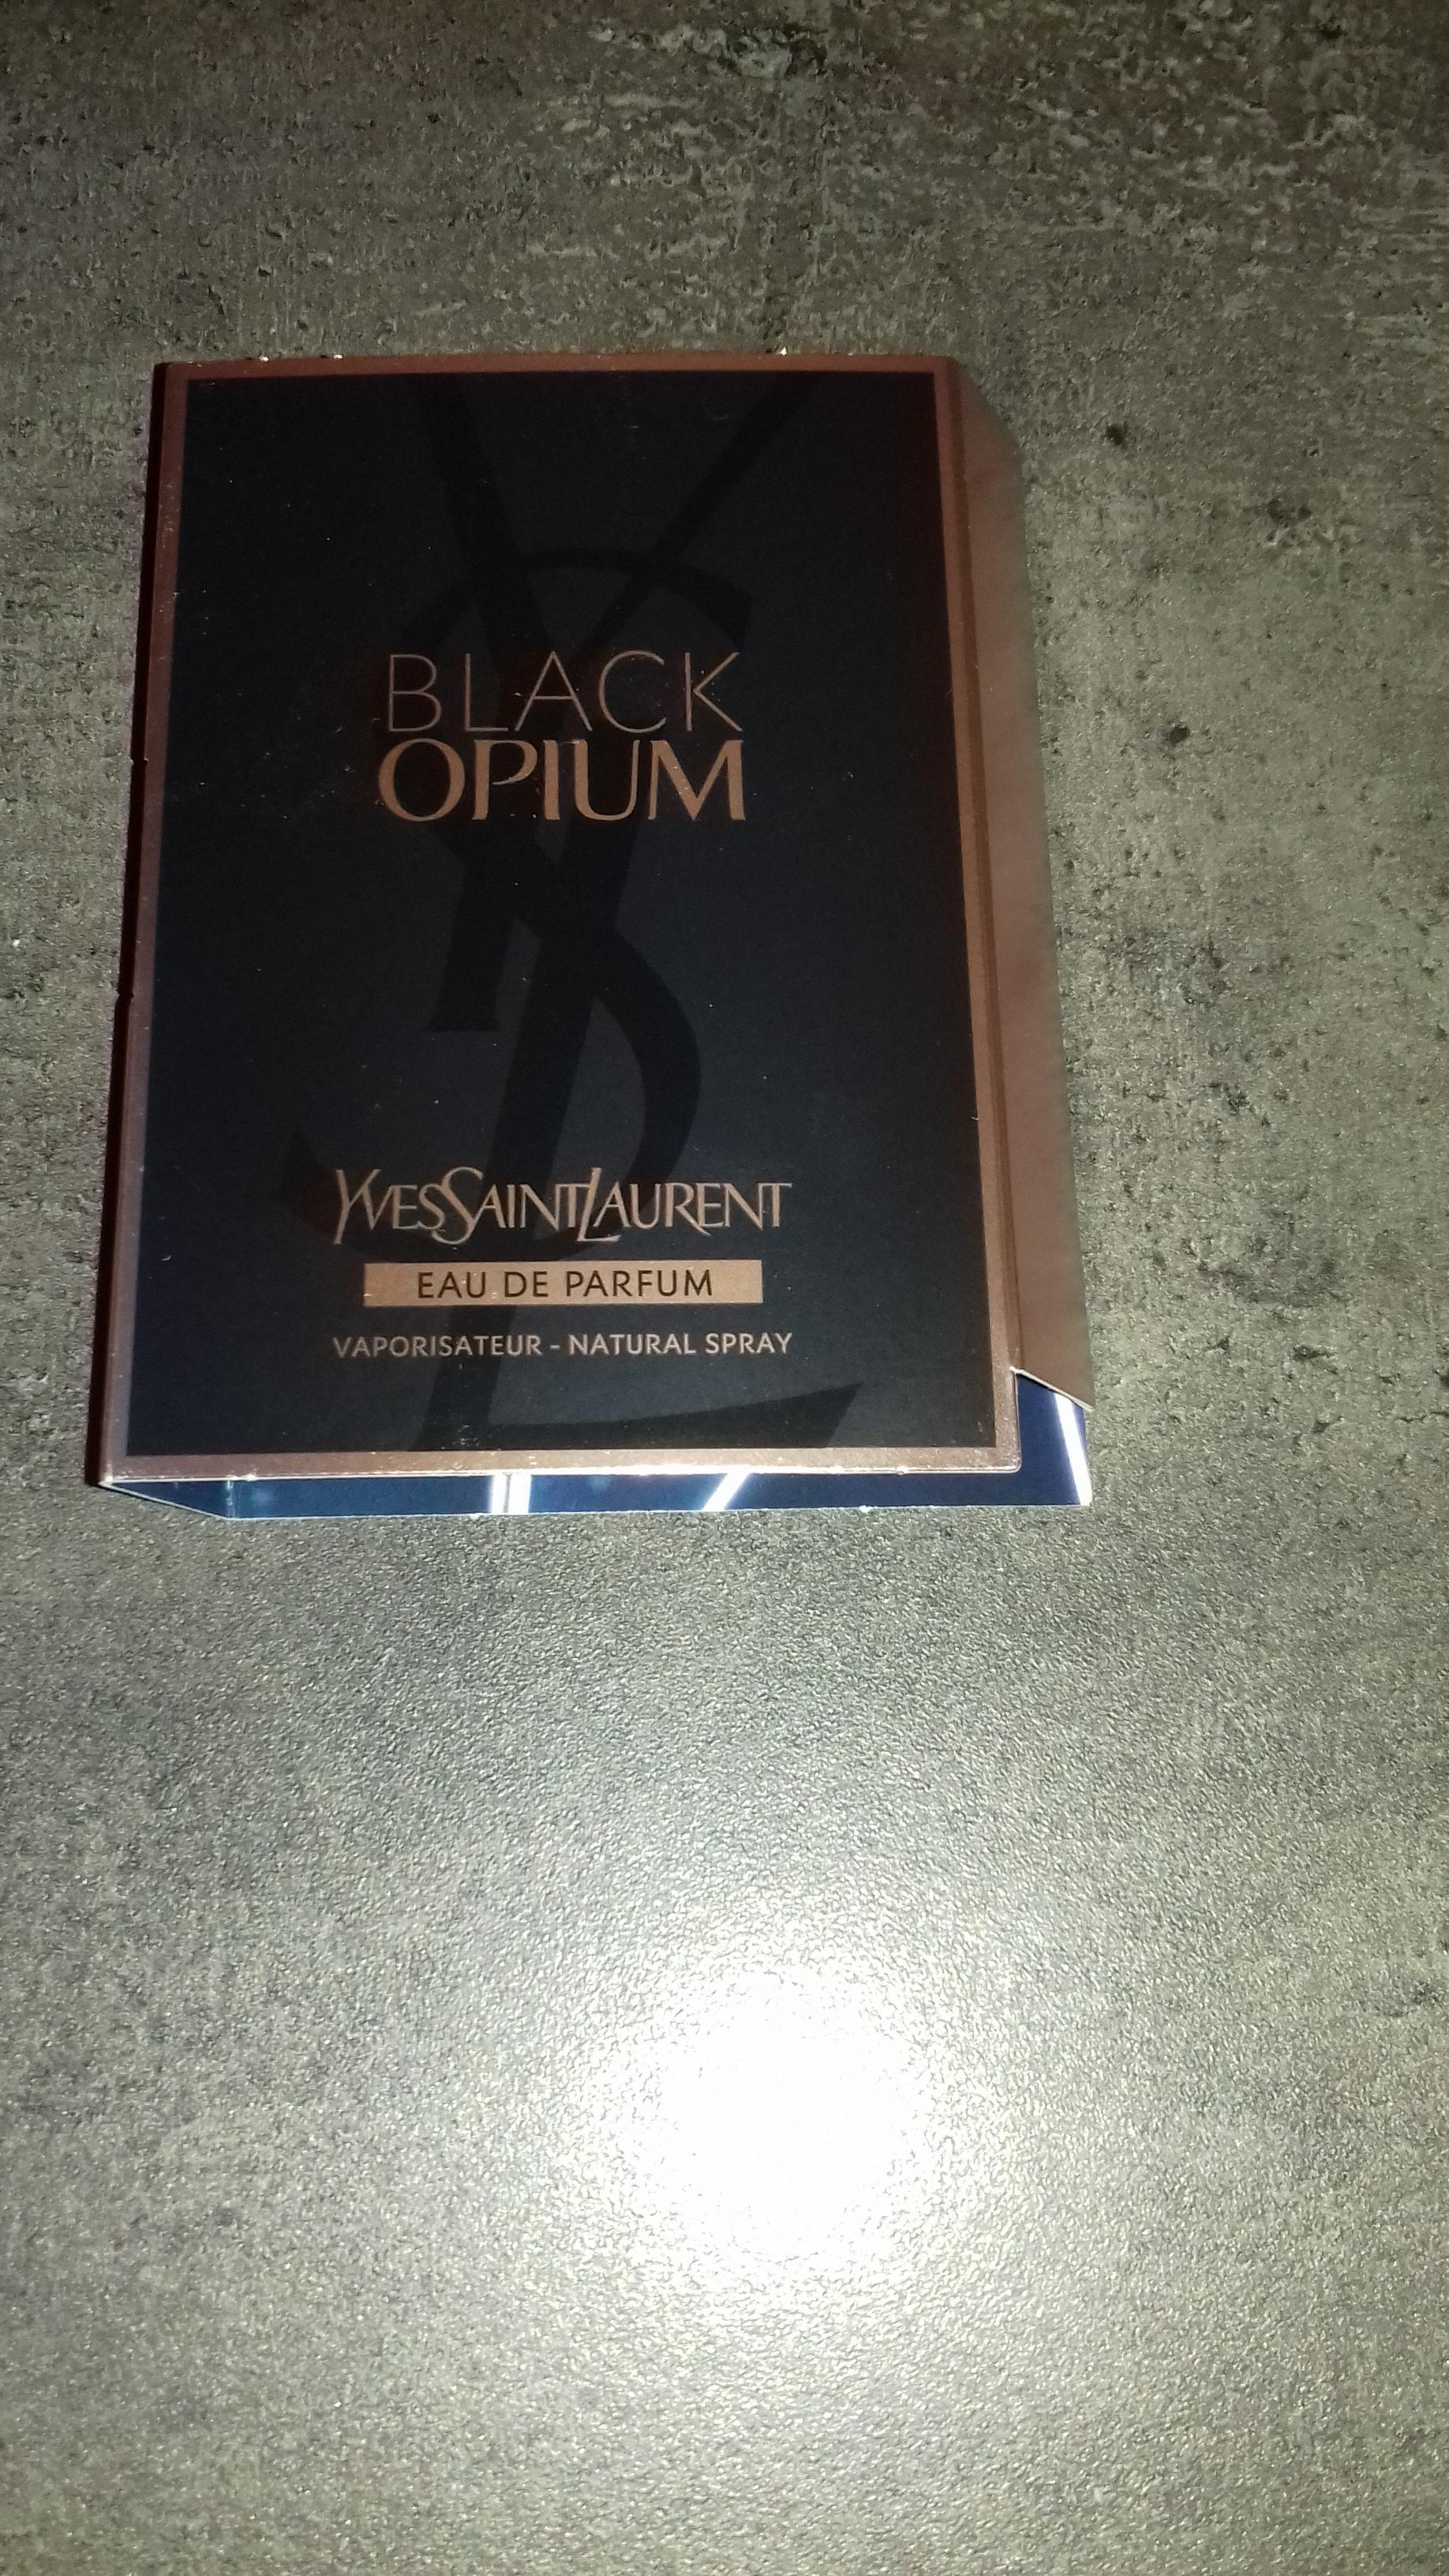 BLACK
OPIUM
YVESSAINTLAURENT
EAU DE PARFUM
VAPORISATEUR - NATURAL SPRAY